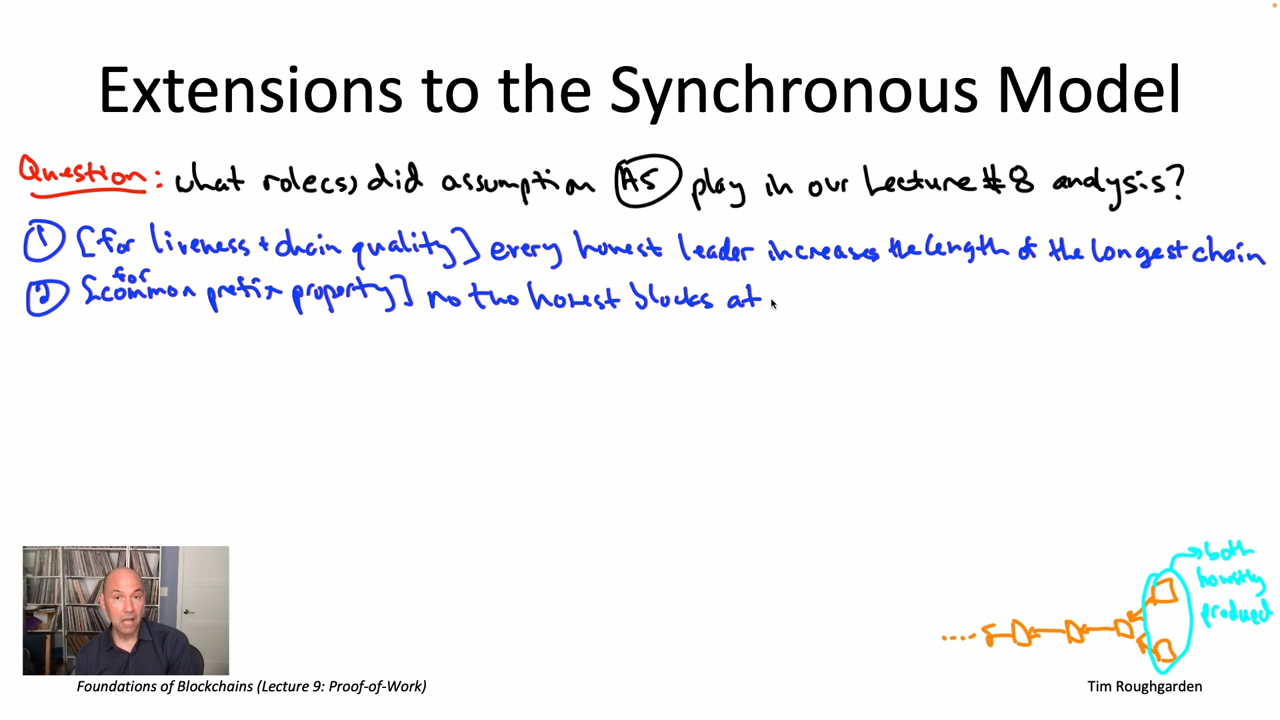 Extensions to the Synchronous Model
Question: what role(s) did assumption A5 play in our Lecture #8 analysis?
① [for liveness + chain quality] every honest leader increases the length of the longest chain
② [for common prefix property] no two honest blocks at
both
honestly
produced
Foundations of Blockchains (Lecture 9: Proof-of-Work)
Tim Roughgarden